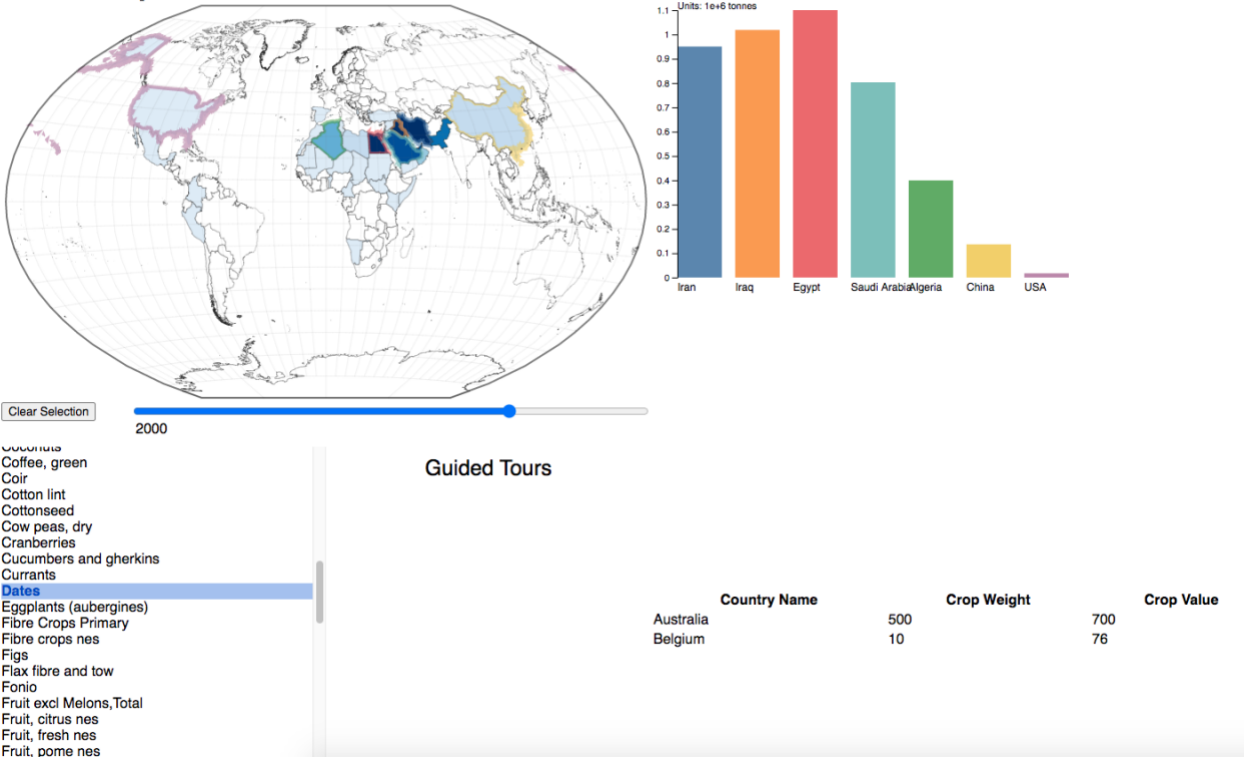 Units: 1e+6 tonnes
1.1
1
0.9
0.8
0.7
0.6
0.5
0.4
0.3
0.2
0.1
0
Iran Iraq Egypt Saudi Arabia Algeria China USA
Clear Selection
2000
Coconuts
Coffee, green
Coir
Cotton lint
Cottonseed
Cow peas, dry
Cranberries
Cucumbers and gherkins
Currants
Dates
Eggplants (aubergines)
Fibre Crops Primary
Fibre crops nes
Figs
Flax fibre and tow
Fonio
Fruit excl Melons,Total
Fruit, citrus nes
Fruit, fresh nes
Fruit, pome nes
Guided Tours
Country Name Crop Weight Crop Value
Australia 500 700
Belgium 10 76